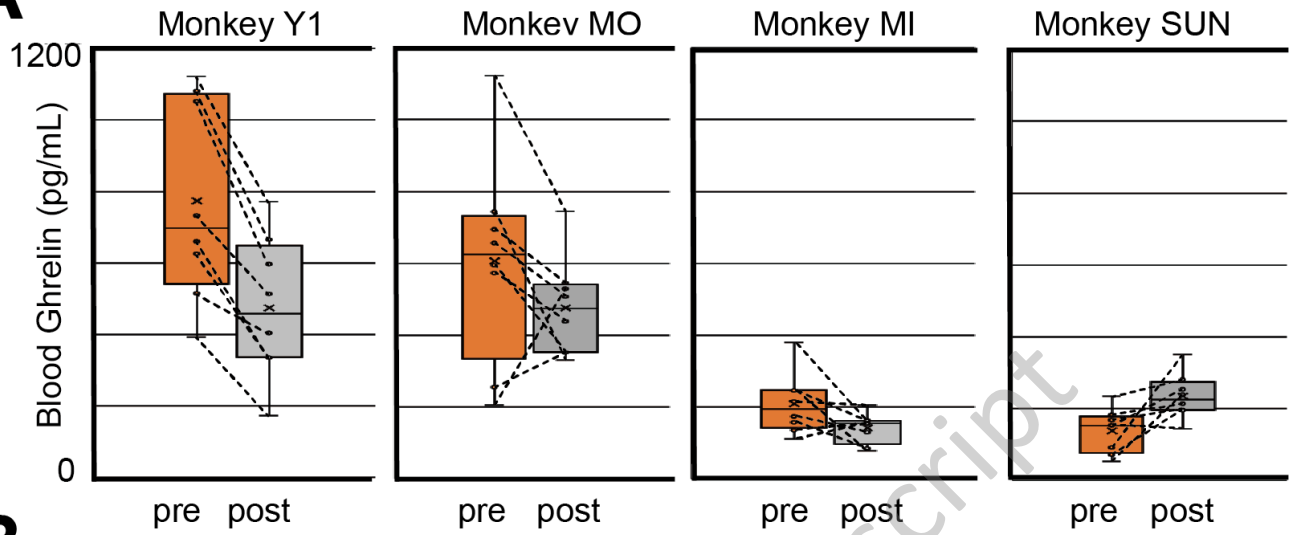 A
Monkey Y1
Monkev MO
Monkey MI
Monkey SUN
1200
Blood Ghrelin (pg/mL)
0
pre post
pre post
pre post
pre post
script